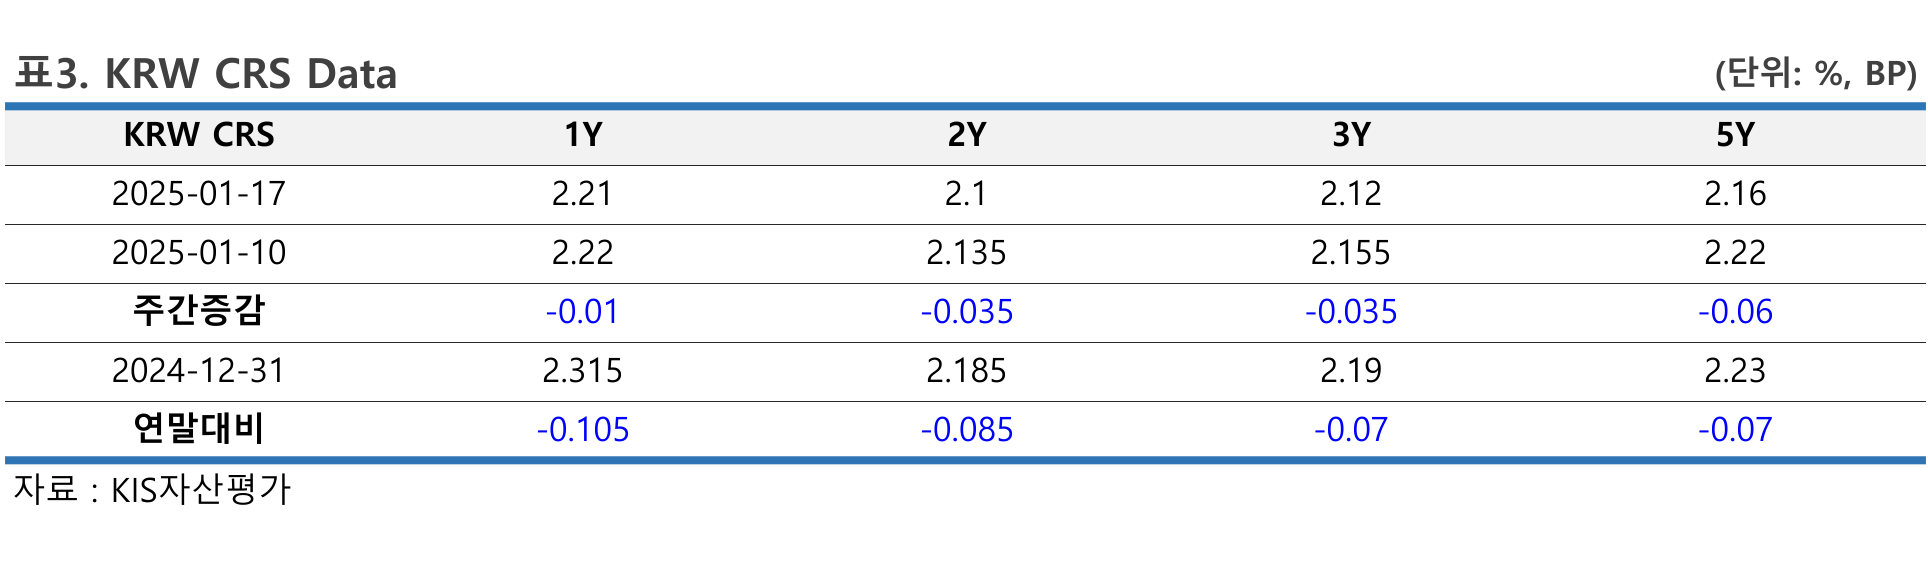 표3. KRW CRS Data (단위: %, BP)
KRW CRS 1Y 2Y 3Y 5Y
2025-01-17 2.21 2.1 2.12 2.16
2025-01-10 2.22 2.135 2.155 2.22
주간증감 -0.01 -0.035 -0.035 -0.06
2024-12-31 2.315 2.185 2.19 2.23
연말대비 -0.105 -0.085 -0.07 -0.07
자료 : KIS자산평가